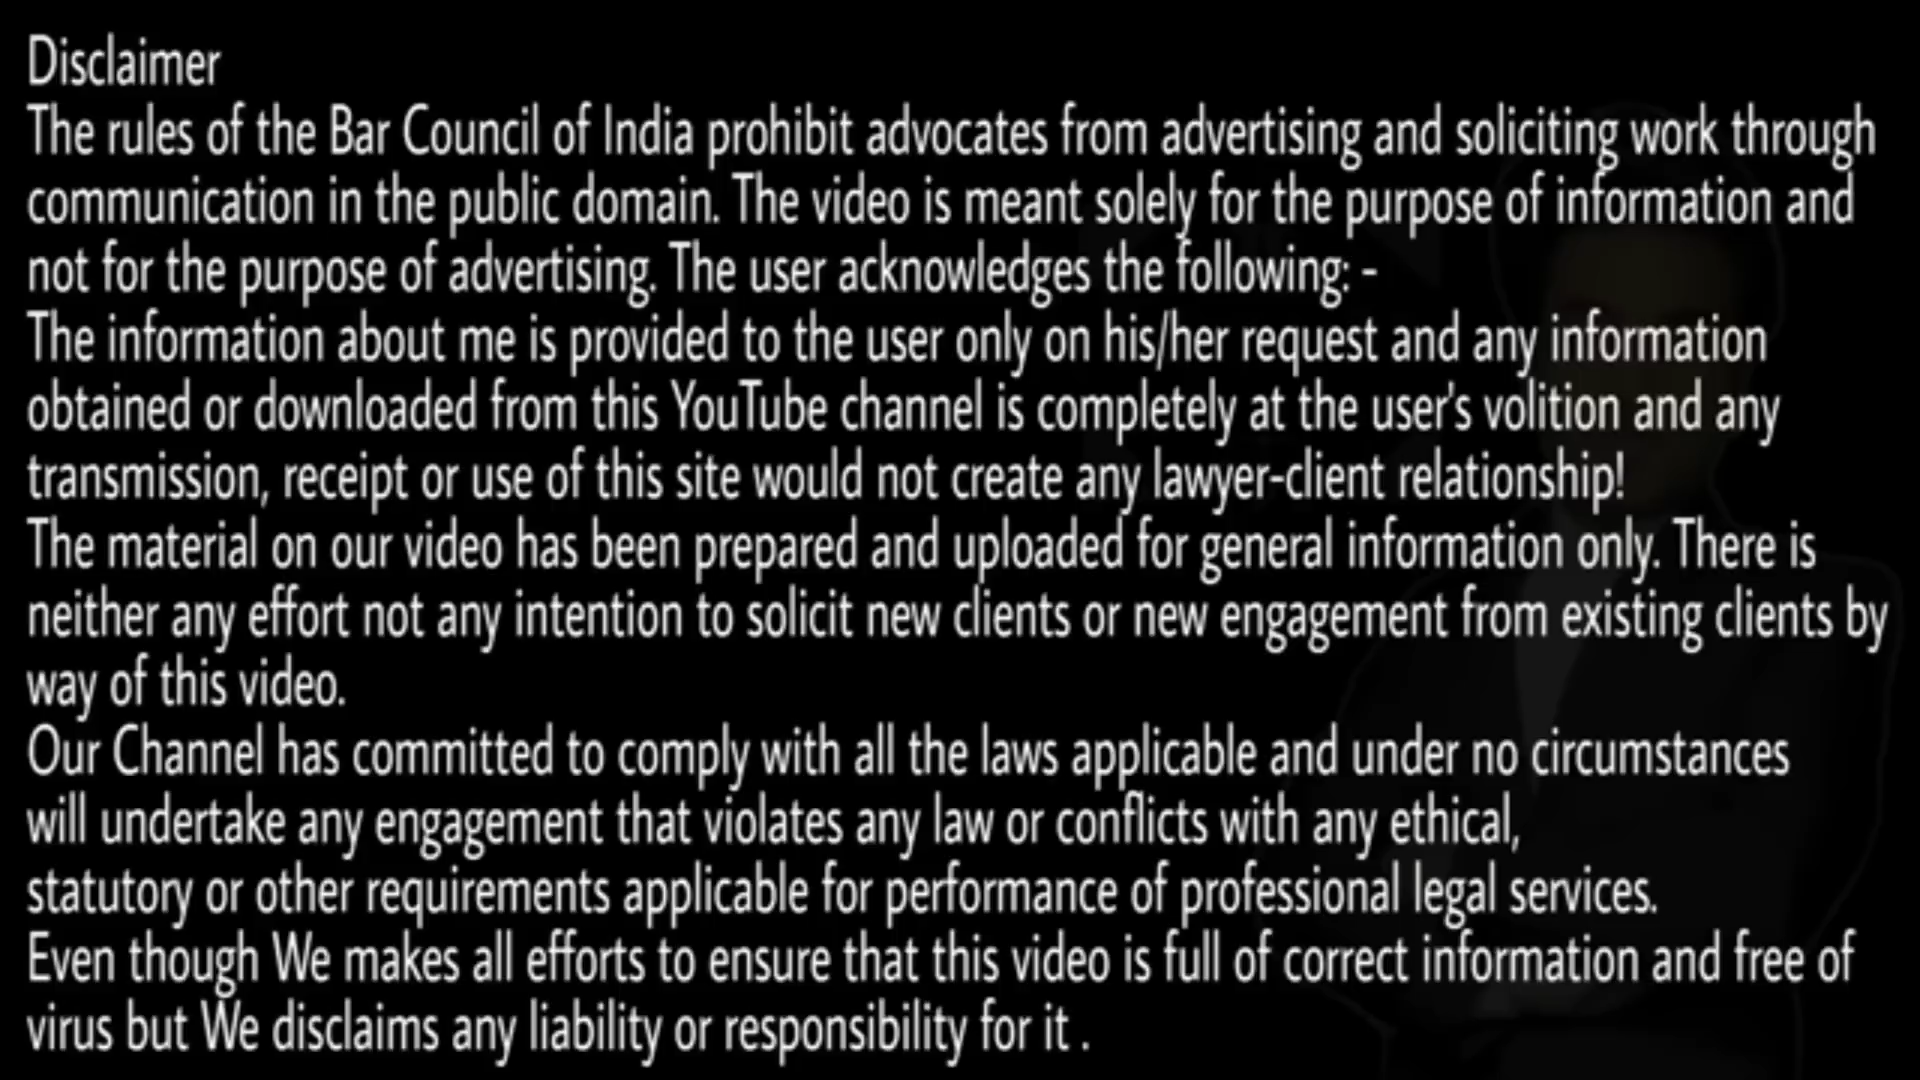 Disclaimer
The rules of the Bar Council of India prohibit advocates from advertising and soliciting work through
communication in the public domain. The video is meant solely for the purpose of information and
not for the purpose of advertising. The user acknowledges the following: -
The information about me is provided to the user only on his/her request and any information
obtained or downloaded from this YouTube channel is completely at the user's volition and any
transmission, receipt or use of this site would not create any lawyer-client relationship!
The material on our video has been prepared and uploaded for general information only. There is
neither any effort not any intention to solicit new clients or new engagement from existing clients by
way of this video.
Our Channel has committed to comply with all the laws applicable and under no circumstances
will undertake any engagement that violates any law or conflicts with any ethical,
statutory or other requirements applicable for performance of professional legal services.
Even though We makes all efforts to ensure that this video is full of correct information and free of
virus but We disclaims any liability or responsibility for it .